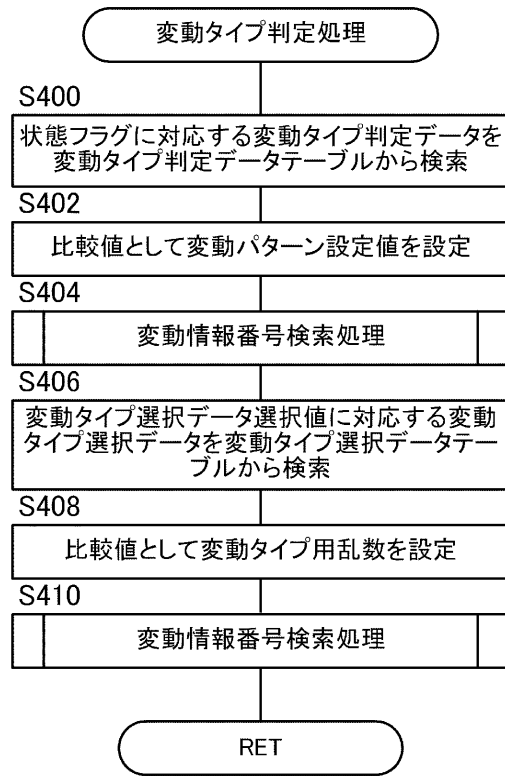 変動タイプ判定処理
S400
状態フラグに対応する変動タイプ判定データを
変動タイプ判定データテーブルから検索
S402
比較値として変動パターン設定値を設定
S404
変動情報番号検索処理
S406
変動タイプ選択データ選択値に対応する変動
タイプ選択データを変動タイプ選択データテー
ブルから検索
S408
比較値として変動タイプ用乱数を設定
S410
変動情報番号検索処理
RET